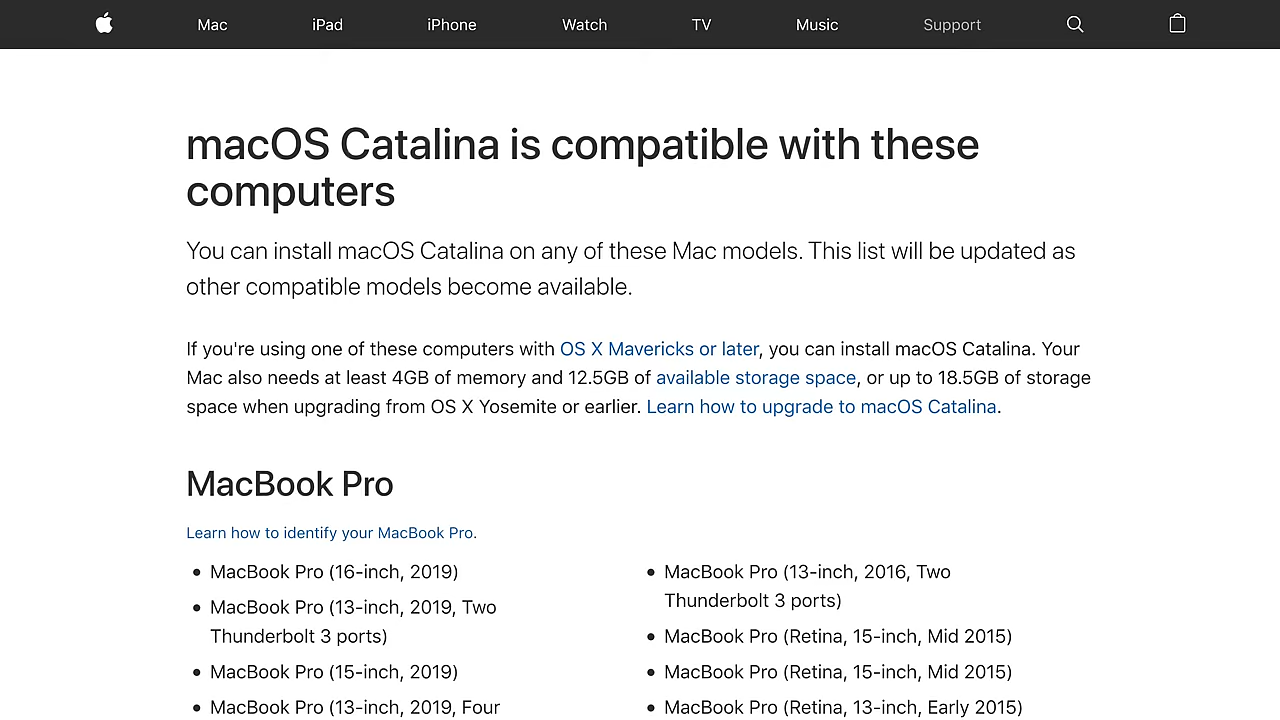 Mac iPad iPhone Watch TV Music Support
macOS Catalina is compatible with these
computers
You can install macOS Catalina on any of these Mac models. This list will be updated as
other compatible models become available.
If you're using one of these computers with OS X Mavericks or later, you can install macOS Catalina. Your
Mac also needs at least 4GB of memory and 12.5GB of available storage space, or up to 18.5GB of storage
space when upgrading from OS X Yosemite or earlier. Learn how to upgrade to macOS Catalina.
MacBook Pro
Learn how to identify your MacBook Pro.
• MacBook Pro (16-inch, 2019)
• MacBook Pro (13-inch, 2019, Two
Thunderbolt 3 ports)
• MacBook Pro (15-inch, 2019)
• MacBook Pro (13-inch, 2019, Four
• MacBook Pro (13-inch, 2016, Two
Thunderbolt 3 ports)
• MacBook Pro (Retina, 15-inch, Mid 2015)
• MacBook Pro (Retina, 15-inch, Mid 2015)
• MacBook Pro (Retina, 13-inch, Early 2015)